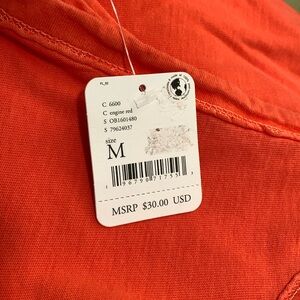 C 6600
C engine red
S OB1601480
S 79624037
size
M
MSRP $30.00 USD